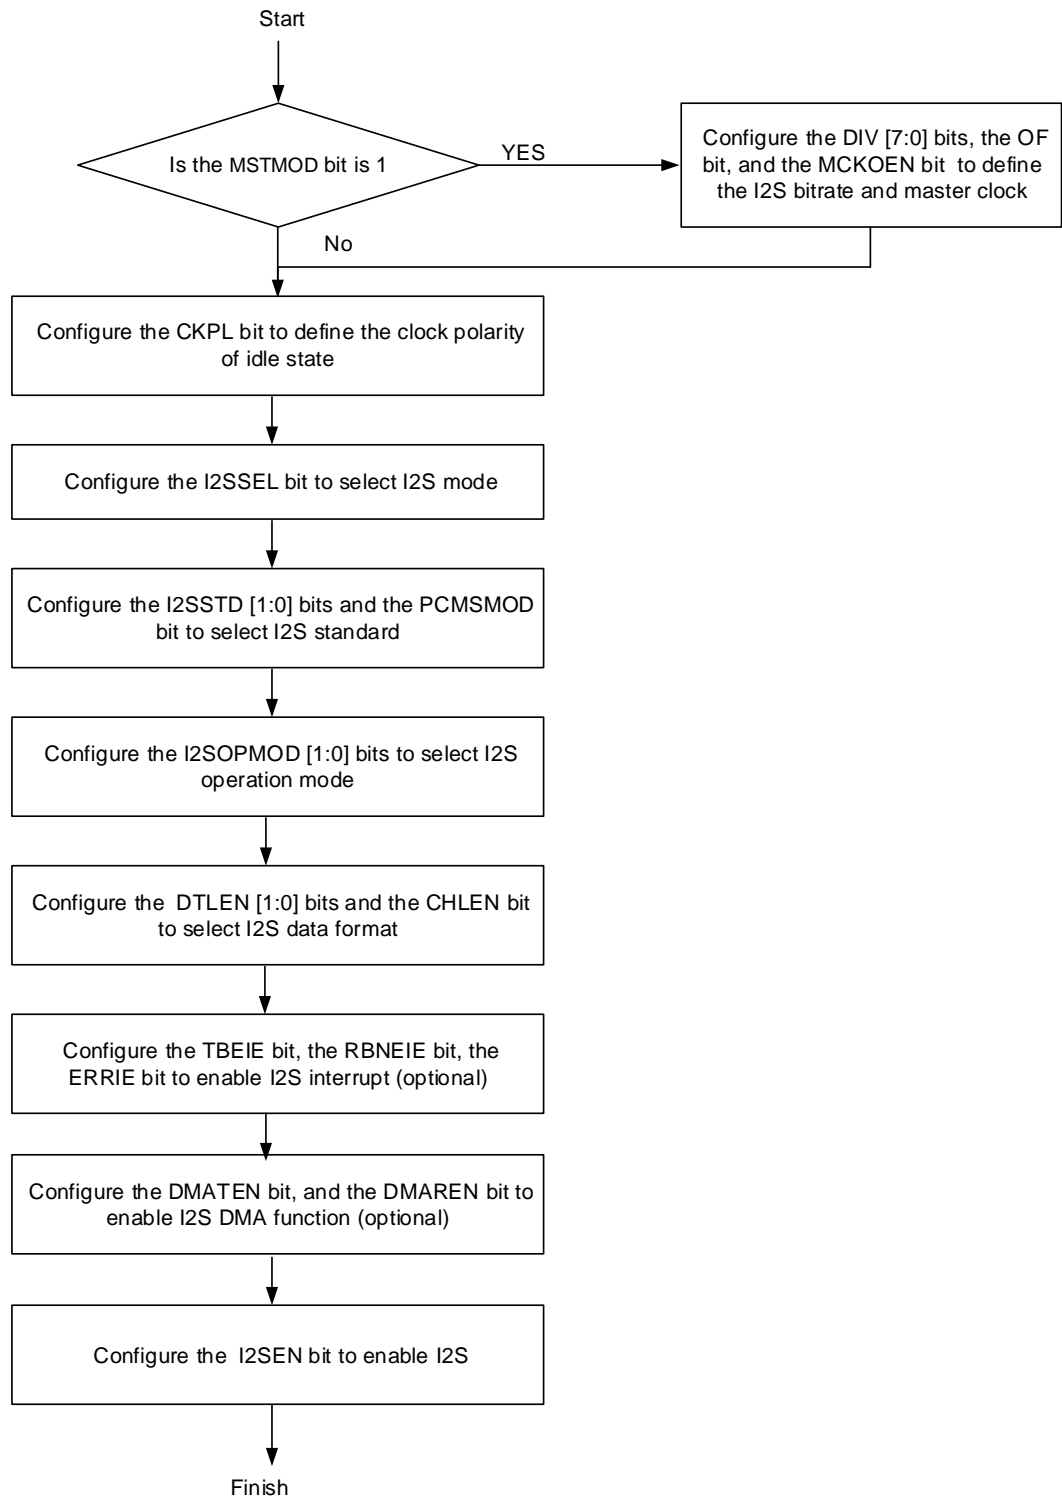 Start
Is the MSTMOD bit is 1
YES
Configure the DIV [7:0] bits, the OF
bit, and the MCKOEN bit to define
the I2S bitrate and master clock
No
Configure the CKPL bit to define the clock polarity
of idle state
Configure the I2SSEL bit to select I2S mode
Configure the I2SSTD [1:0] bits and the PCMSMOD
bit to select I2S standard
Configure the I2SOPMOD [1:0] bits to select I2S
operation mode
Configure the DTLEN [1:0] bits and the CHLEN bit
to select I2S data format
Configure the TBEIE bit, the RBNEIE bit, the
ERRIE bit to enable I2S interrupt (optional)
Configure the DMATEN bit, and the DMAREN bit to
enable I2S DMA function (optional)
Configure the I2SEN bit to enable I2S
Finish